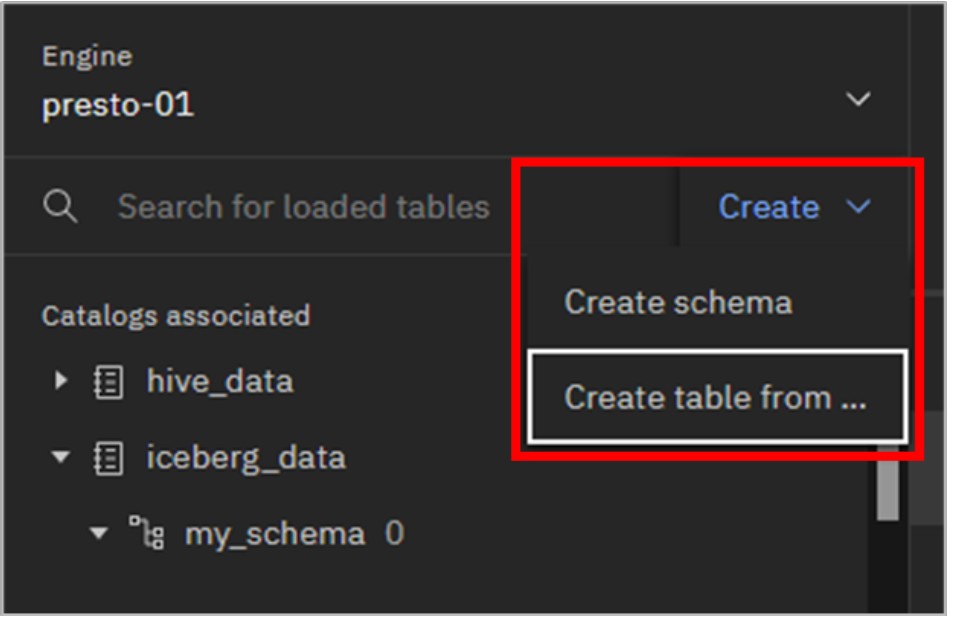 Engine
presto-01
Search for loaded tables
Create
Create schema
Create table from ...
Catalogs associated
hive_data
iceberg_data
my_schema 0